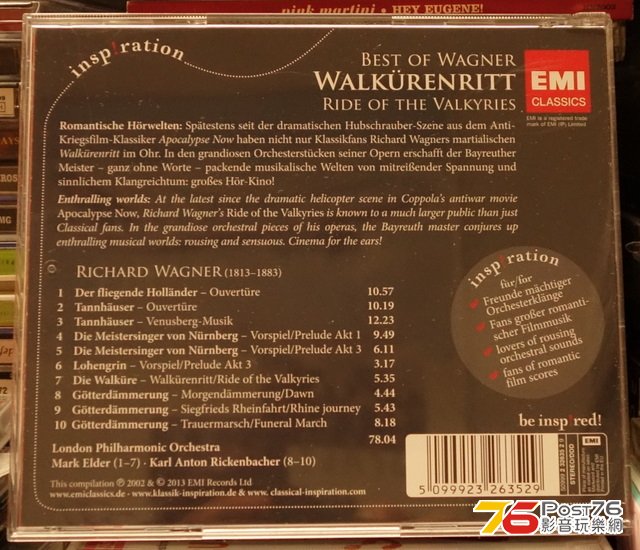 pink martini • HEY EUGENE!
insp!ration
BEST OF WAGNER
WALKÜRENRITT
RIDE OF THE VALKYRIES
EMI
CLASSICS
EMI is a registered trade
mark of EMI (IP) Limited
Romantische Hörwelten: Spätestens seit der dramatischen Hubschrauber-Szene aus dem Anti-
Kriegsfilm-Klassiker Apocalypse Now haben nicht nur Klassikfans Richard Wagners martialischen
Walkürenritt im Ohr. In den grandiosen Orchesterstücken seiner Opern erschafft der Bayreuther
Meister – ganz ohne Worte – packende musikalische Welten von mitreißender Spannung und
sinnlichem Klangreichtum: großes Hör-Kino!
Enthralling worlds: At the latest since the dramatic helicopter scene in Coppola's antiwar movie
Apocalypse Now, Richard Wagner's Ride of the Valkyries is known to a much larger public than just
Classical fans. In the grandiose orchestral pieces of his operas, the Bayreuth master conjures up
enthralling musical worlds: rousing and sensuous. Cinema for the ears!
RICHARD WAGNER (1813–1883)
1 Der fliegende Holländer – Ouvertüre 10.57
2 Tannhäuser – Ouvertüre 10.19
3 Tannhäuser – Venusberg-Musik 12.23
4 Die Meistersinger von Nürnberg – Vorspiel/Prelude Akt 1 9.49
5 Die Meistersinger von Nürnberg – Vorspiel/Prelude Akt 3 6.11
6 Lohengrin – Vorspiel/Prelude Akt 3 3.17
7 Die Walküre – Walkürenritt/Ride of the Valkyries 5.35
8 Götterdämmerung – Morgendämmerung/Dawn 4.44
9 Götterdämmerung – Siegfrieds Rheinfahrt/Rhine journey 5.43
10 Götterdämmerung – Trauermarsch/Funeral March 8.18
78.04
London Philharmonic Orchestra
Mark Elder (1–7) · Karl Anton Rickenbacher (8–10)
This compilation ℗ 2002 & © 2013 EMI Records Ltd
www.emiclassics.de • www.klassik-inspiration.de & www.classical-inspiration.com
insp!ration
für/for
Freunde mächtiger
Orchesterklänge
Fans großer romanti-
scher Filmmusik
lovers of rousing
orchestral sounds
fans of romantic
film scores
be insp!red!
5 099923 263529
STEREO
EMI
76 Post76
影音玩樂網